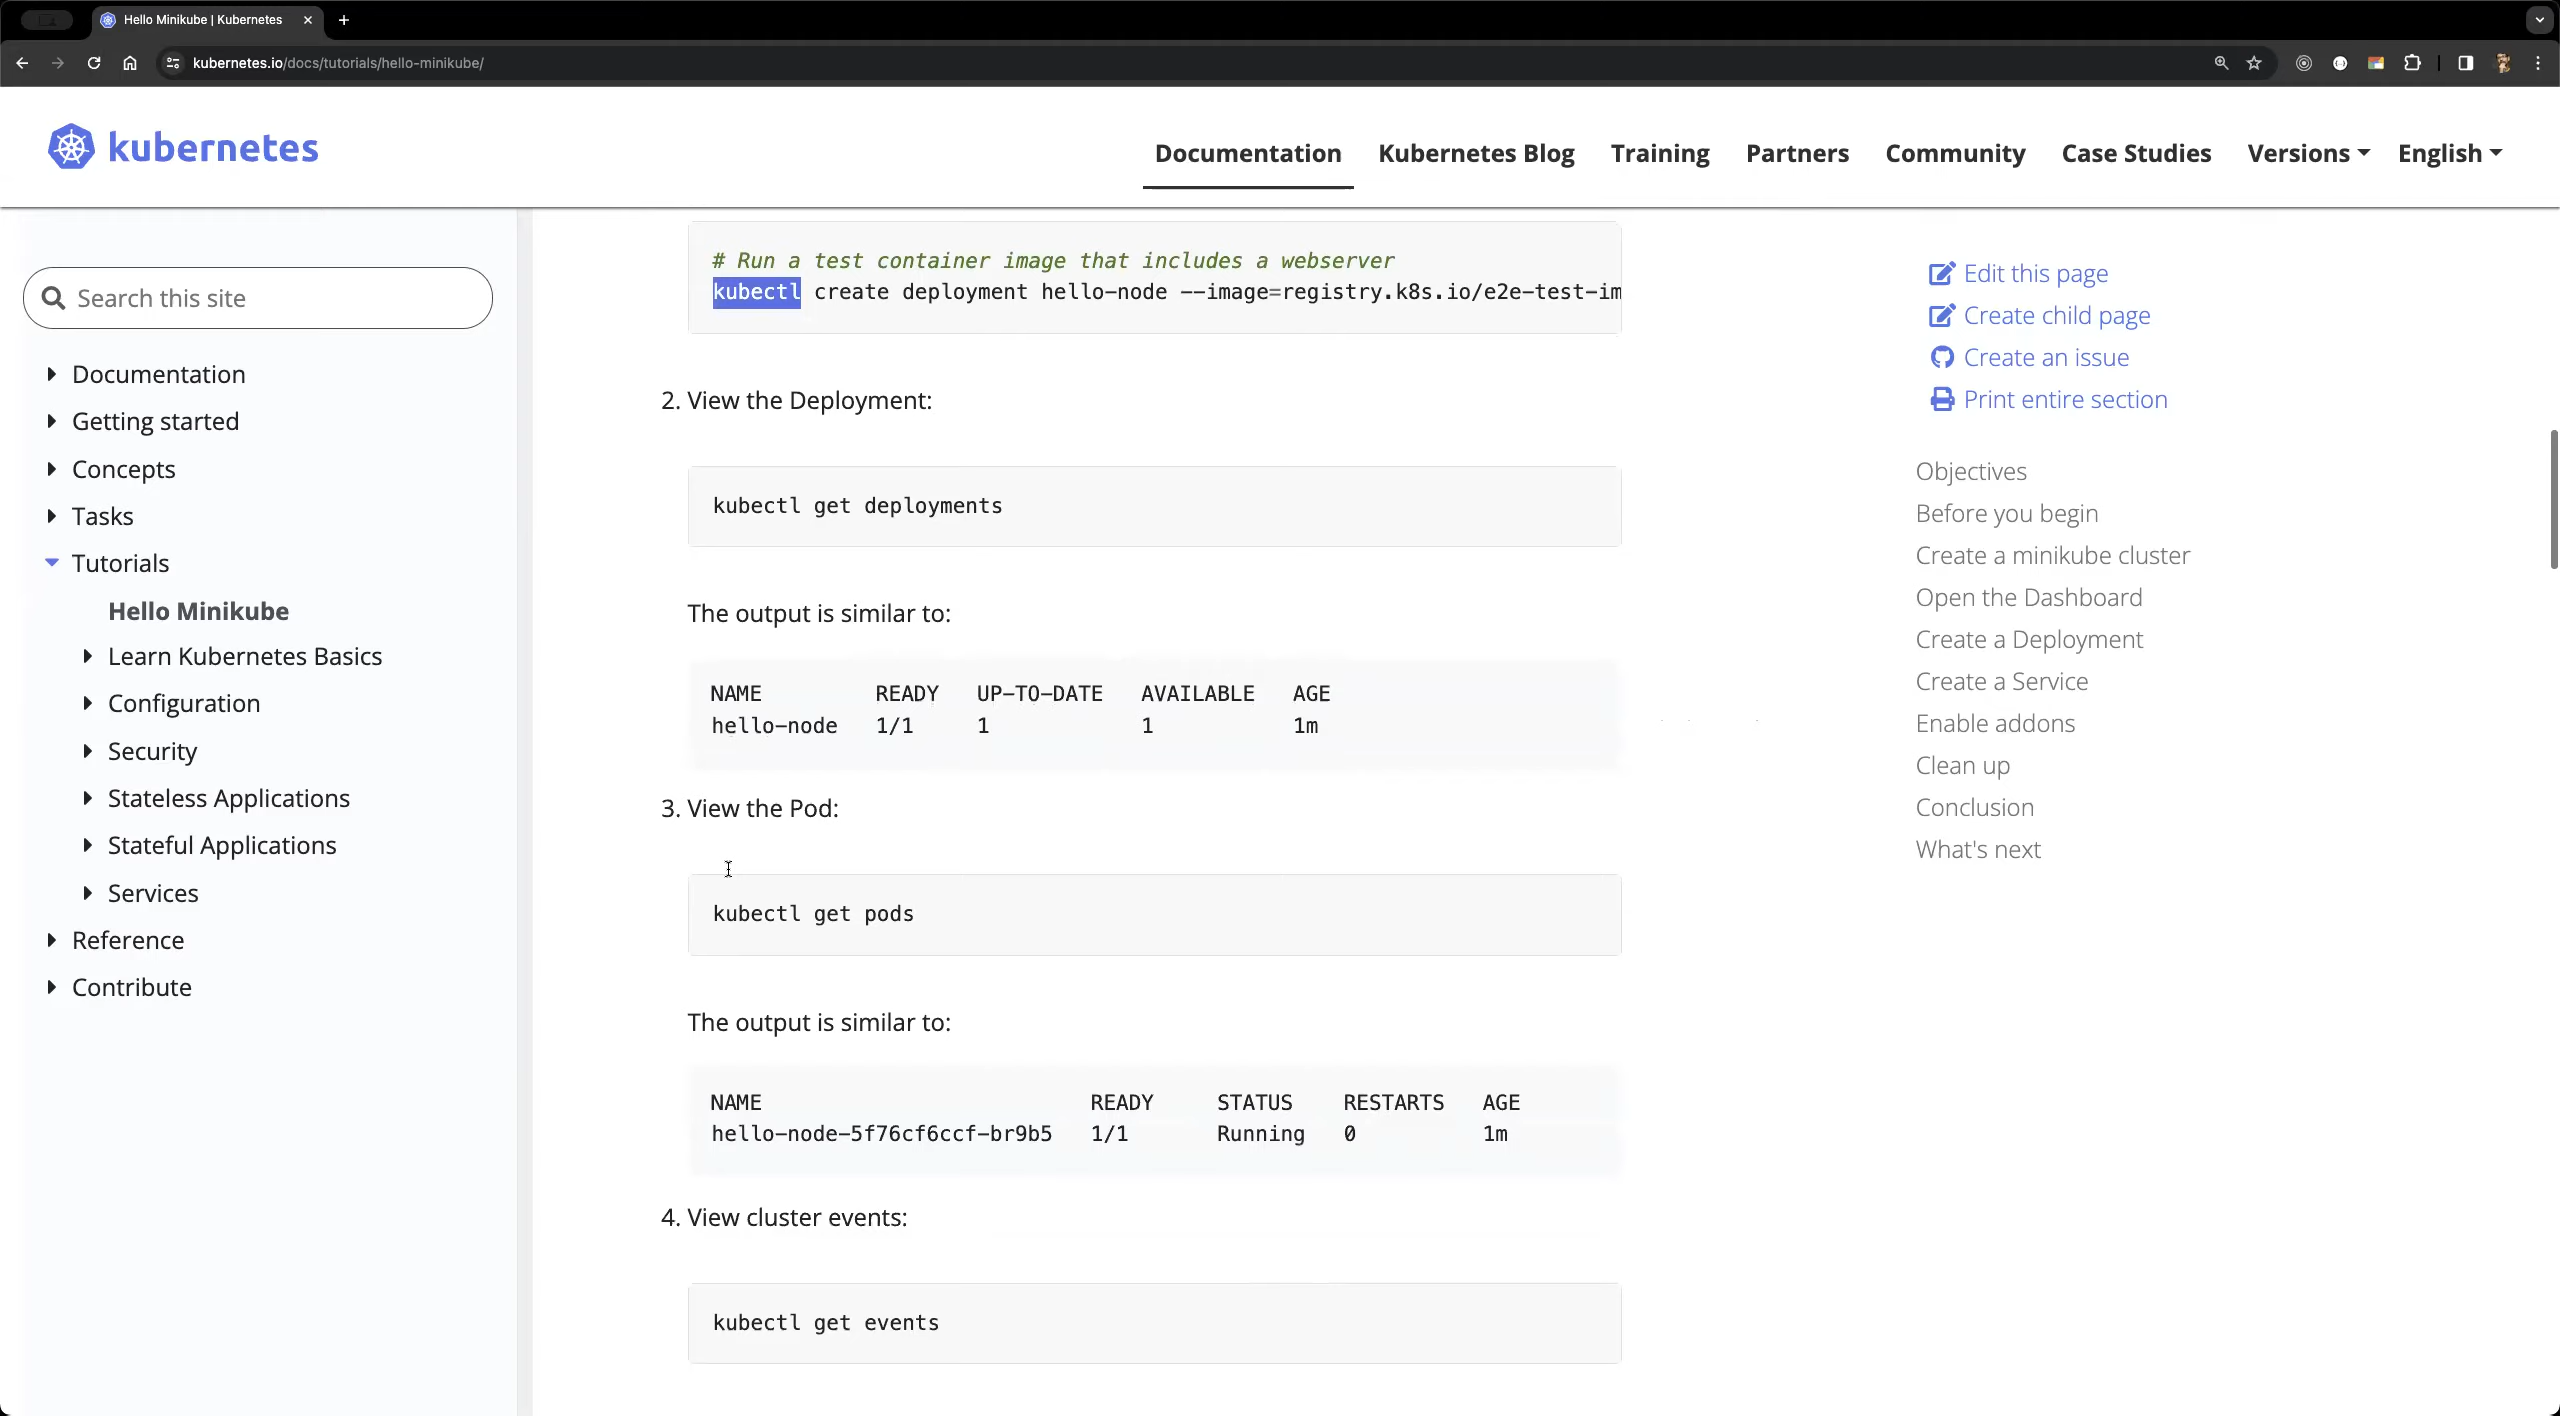 Hello Minikube | Kubernetes
kubernetes.io/docs/tutorials/hello-minikube/
kubernetes
Documentation Kubernetes Blog Training Partners Community Case Studies Versions English
Search this site
Documentation
Getting started
Concepts
Tasks
Tutorials
Hello Minikube
Learn Kubernetes Basics
Configuration
Security
Stateless Applications
Stateful Applications
Services
Reference
Contribute
# Run a test container image that includes a webserver
kubectl create deployment hello-node --image=registry.k8s.io/e2e-test-im
2. View the Deployment:
kubectl get deployments
The output is similar to:
NAME READY UP-TO-DATE AVAILABLE AGE
hello-node 1/1 1 1 1m
3. View the Pod:
kubectl get pods
The output is similar to:
NAME READY STATUS RESTARTS AGE
hello-node-5f76cf6ccf-br9b5 1/1 Running 0 1m
4. View cluster events:
kubectl get events
Edit this page
Create child page
Create an issue
Print entire section
Objectives
Before you begin
Create a minikube cluster
Open the Dashboard
Create a Deployment
Create a Service
Enable addons
Clean up
Conclusion
What's next